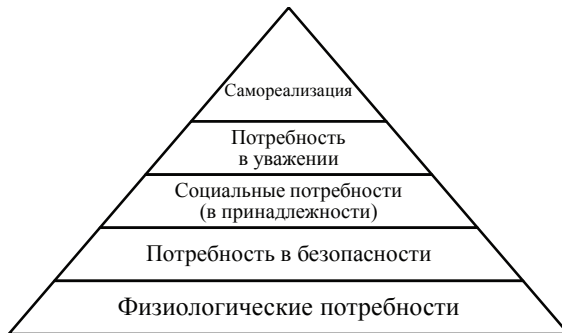 Самореализация
Потребность
в уважении
Социальные потребности
(в принадлежности)
Потребность в безопасности
Физиологические потребности